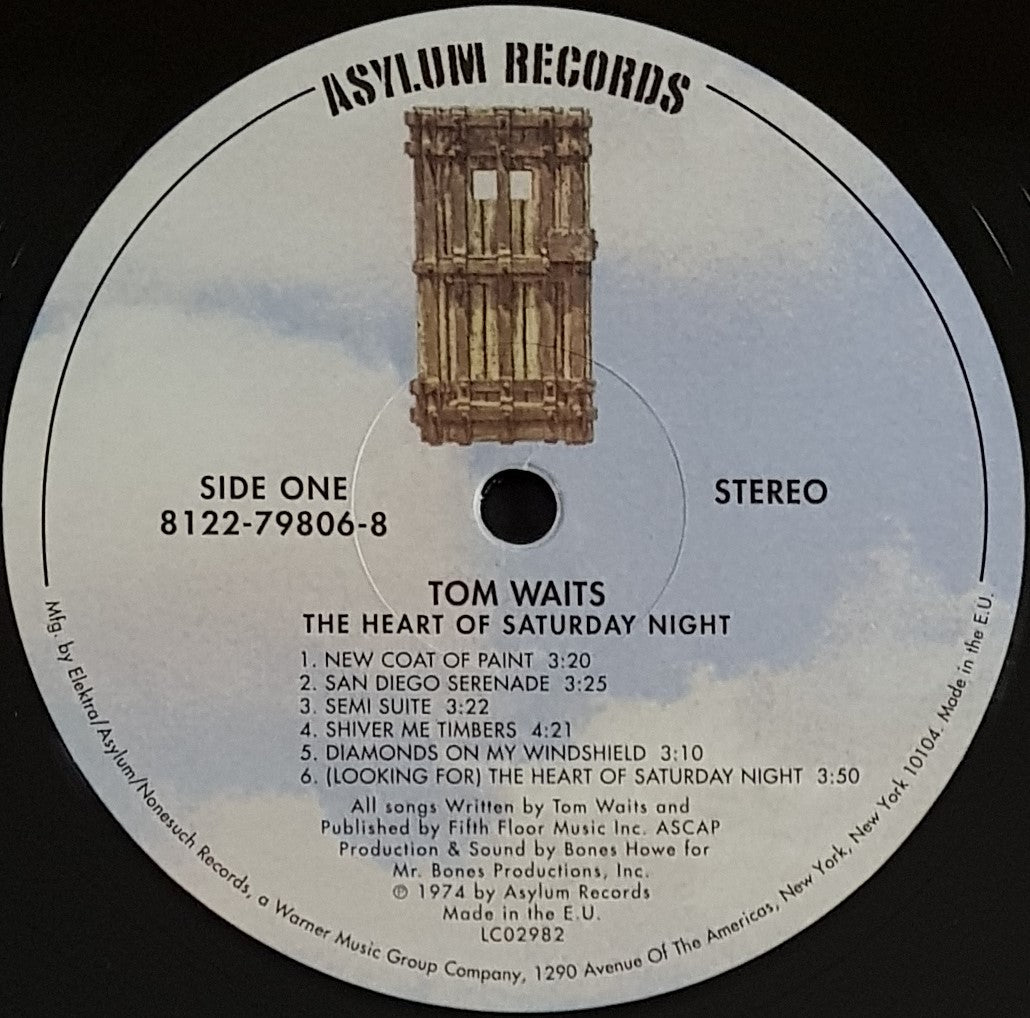 ASYLUM RECORDS
SIDE ONE
8122-79806-8
STEREO
TOM WAITS
THE HEART OF SATURDAY NIGHT
1. NEW COAT OF PAINT 3:20
2. SAN DIEGO SERENADE 3:25
3. SEMI SUITE 3:22
4. SHIVER ME TIMBERS 4:21
5. DIAMONDS ON MY WINDSHIELD 3:10
6. (LOOKING FOR) THE HEART OF SATURDAY NIGHT 3:50
All songs Written by Tom Waits and
Published by Fifth Floor Music Inc. ASCAP
Production & Sound by Bones Howe for
Mr. Bones Productions, Inc.
℗ 1974 by Asylum Records
Made in the E.U.
LC02982
Mfg. by Elektra/Asylum/Nonesuch Records, a Warner Music Group Company, 1290 Avenue Of The Americas, New York, New York 10104. Made in the E.U.